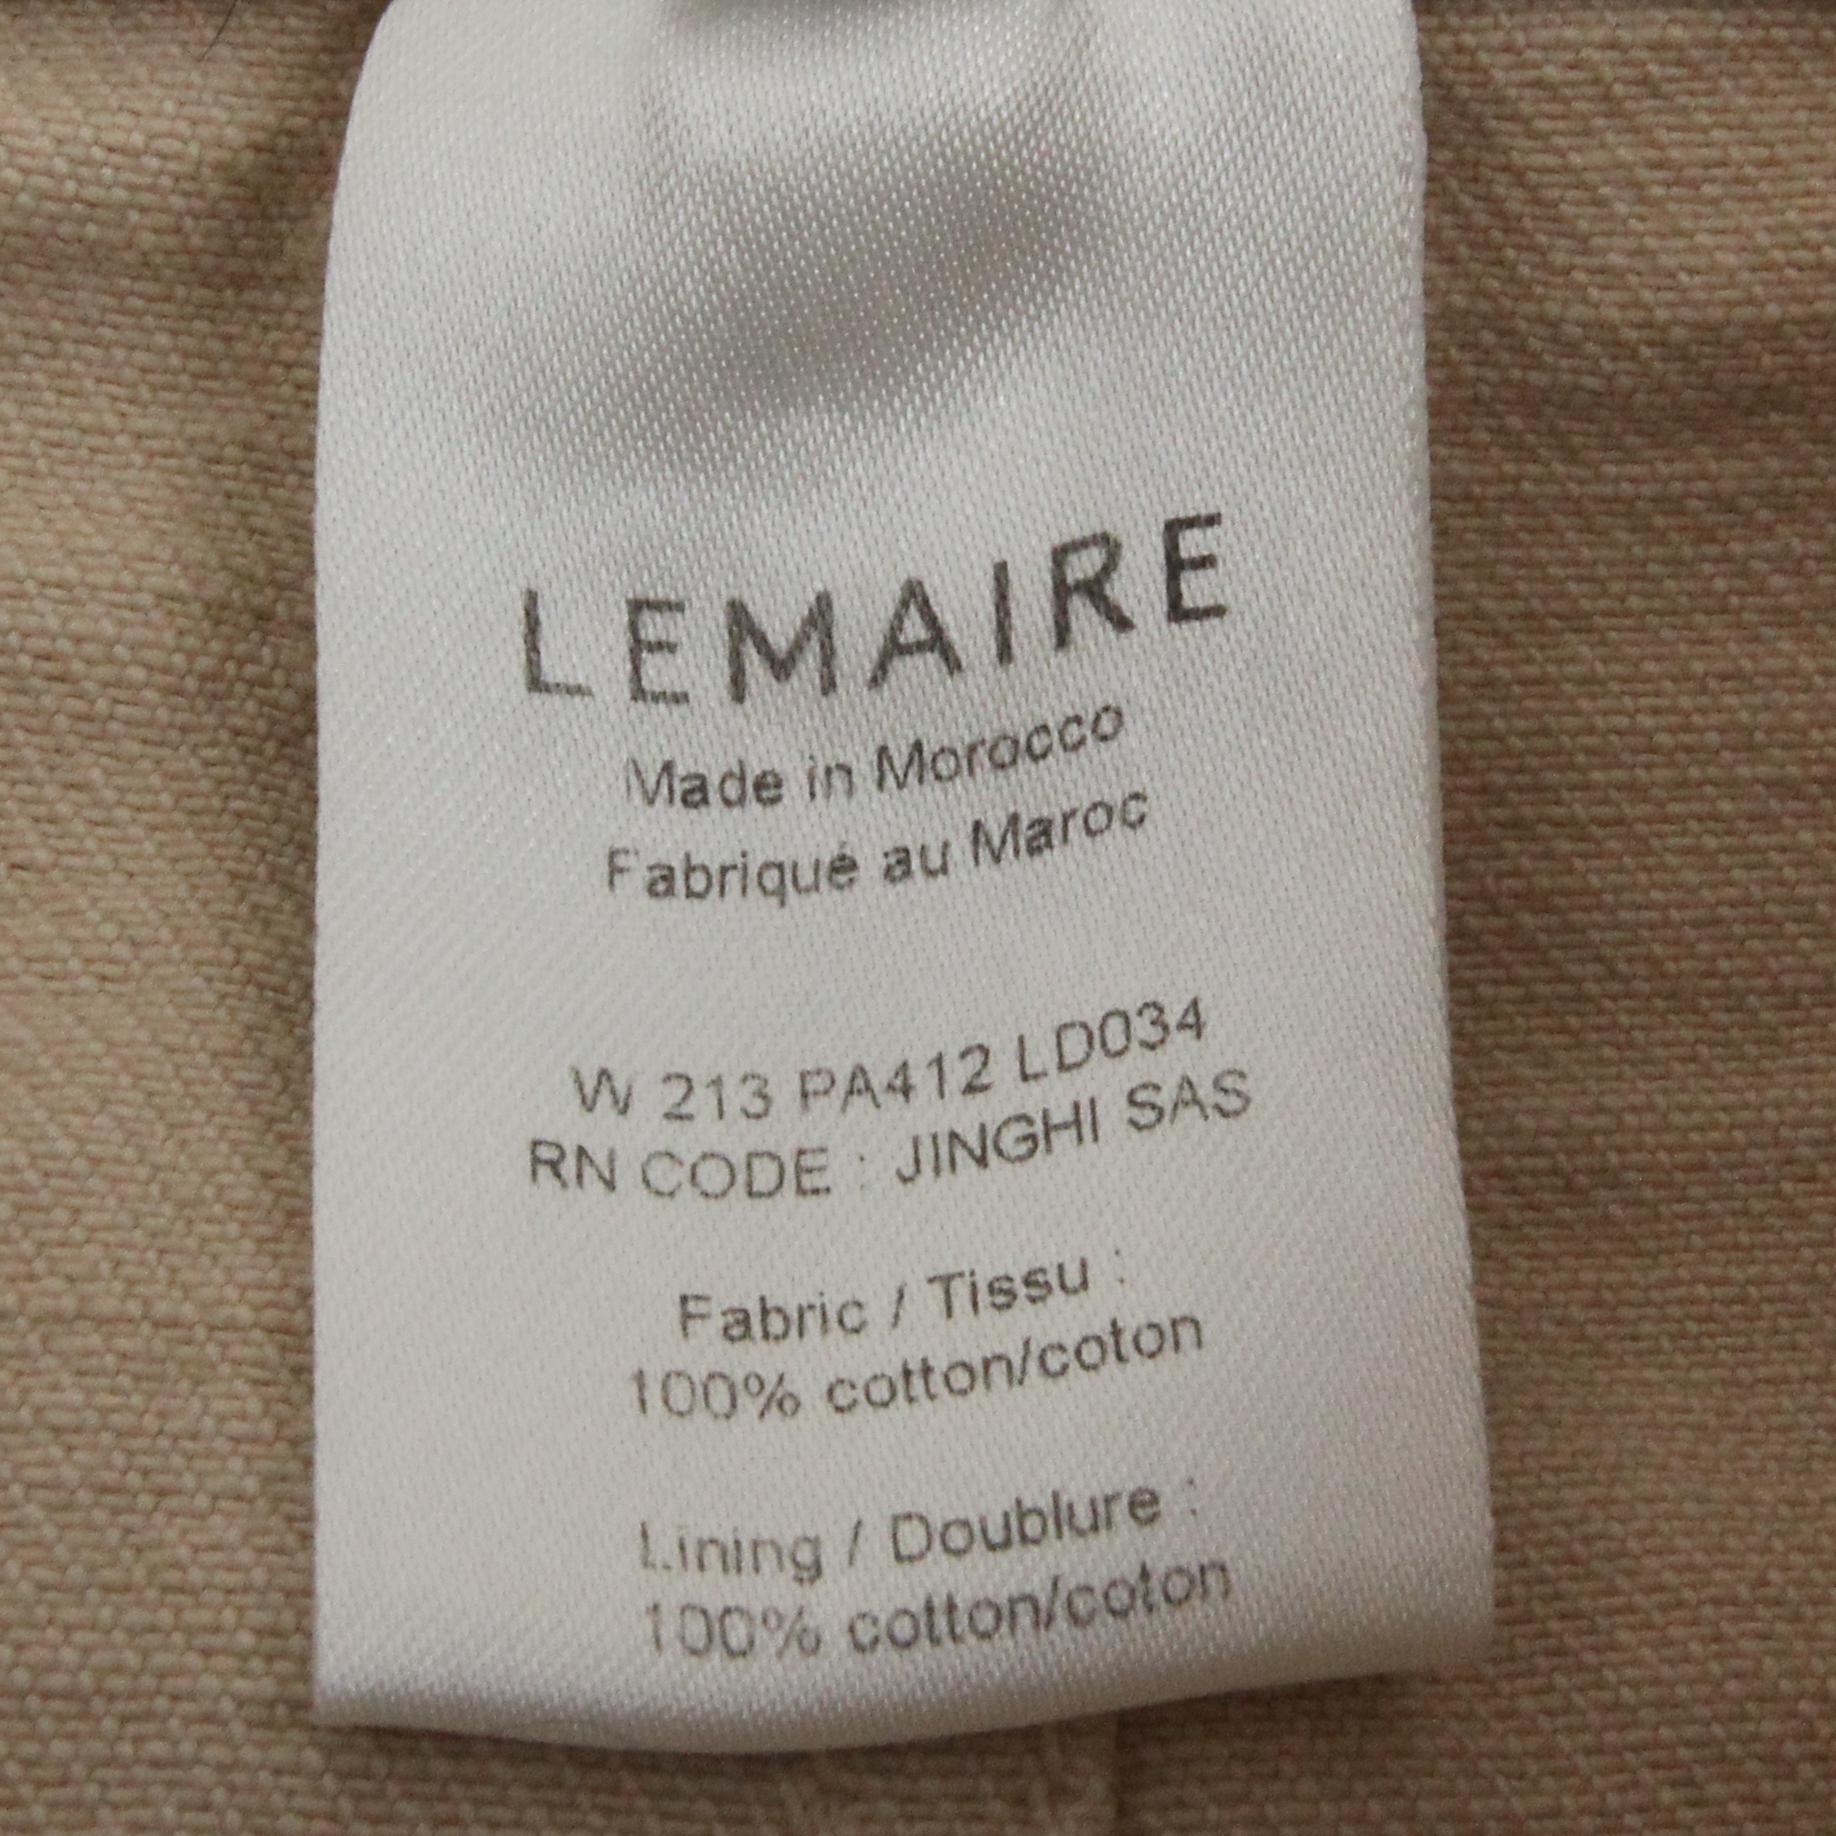 LEMAIRE
Made in Morocco
Fabriqué au Maroc
W 213 PA412 LD034
RN CODE : JINGHI SAS
Fabric / Tissu :
100% cotton/coton
Lining / Doublure :
100% cotton/coton